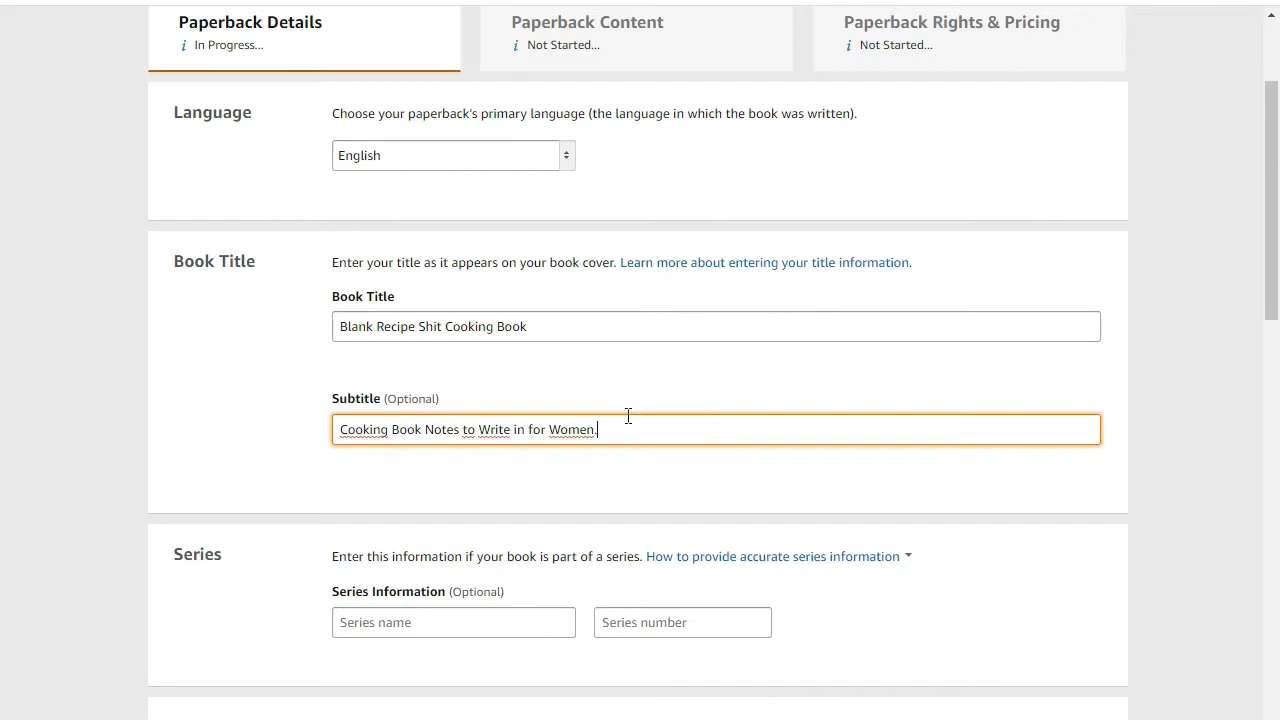 Paperback Details
i In Progress...
Paperback Content
i Not Started...
Paperback Rights & Pricing
i Not Started...
Language
Choose your paperback's primary language (the language in which the book was written).
English
Book Title
Enter your title as it appears on your book cover. Learn more about entering your title information.
Book Title
Blank Recipe Shit Cooking Book
Subtitle (Optional)
Cooking Book Notes to Write in for Women.
Series
Enter this information if your book is part of a series. How to provide accurate series information
Series Information (Optional)
Series name
Series number